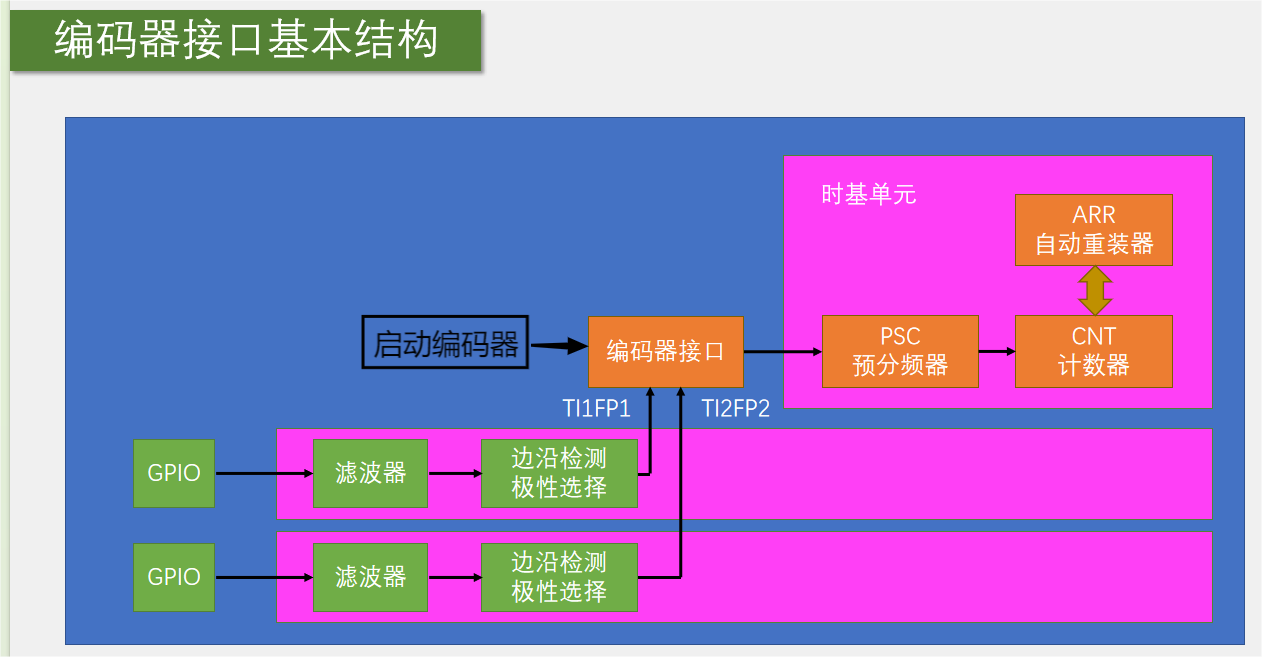 编码器接口基本结构
时基单元
ARR
自动重装器
启动编码器
编码器接口
PSC
预分频器
CNT
计数器
TI1FP1
TI2FP2
GPIO
滤波器
边沿检测
极性选择
GPIO
滤波器
边沿检测
极性选择